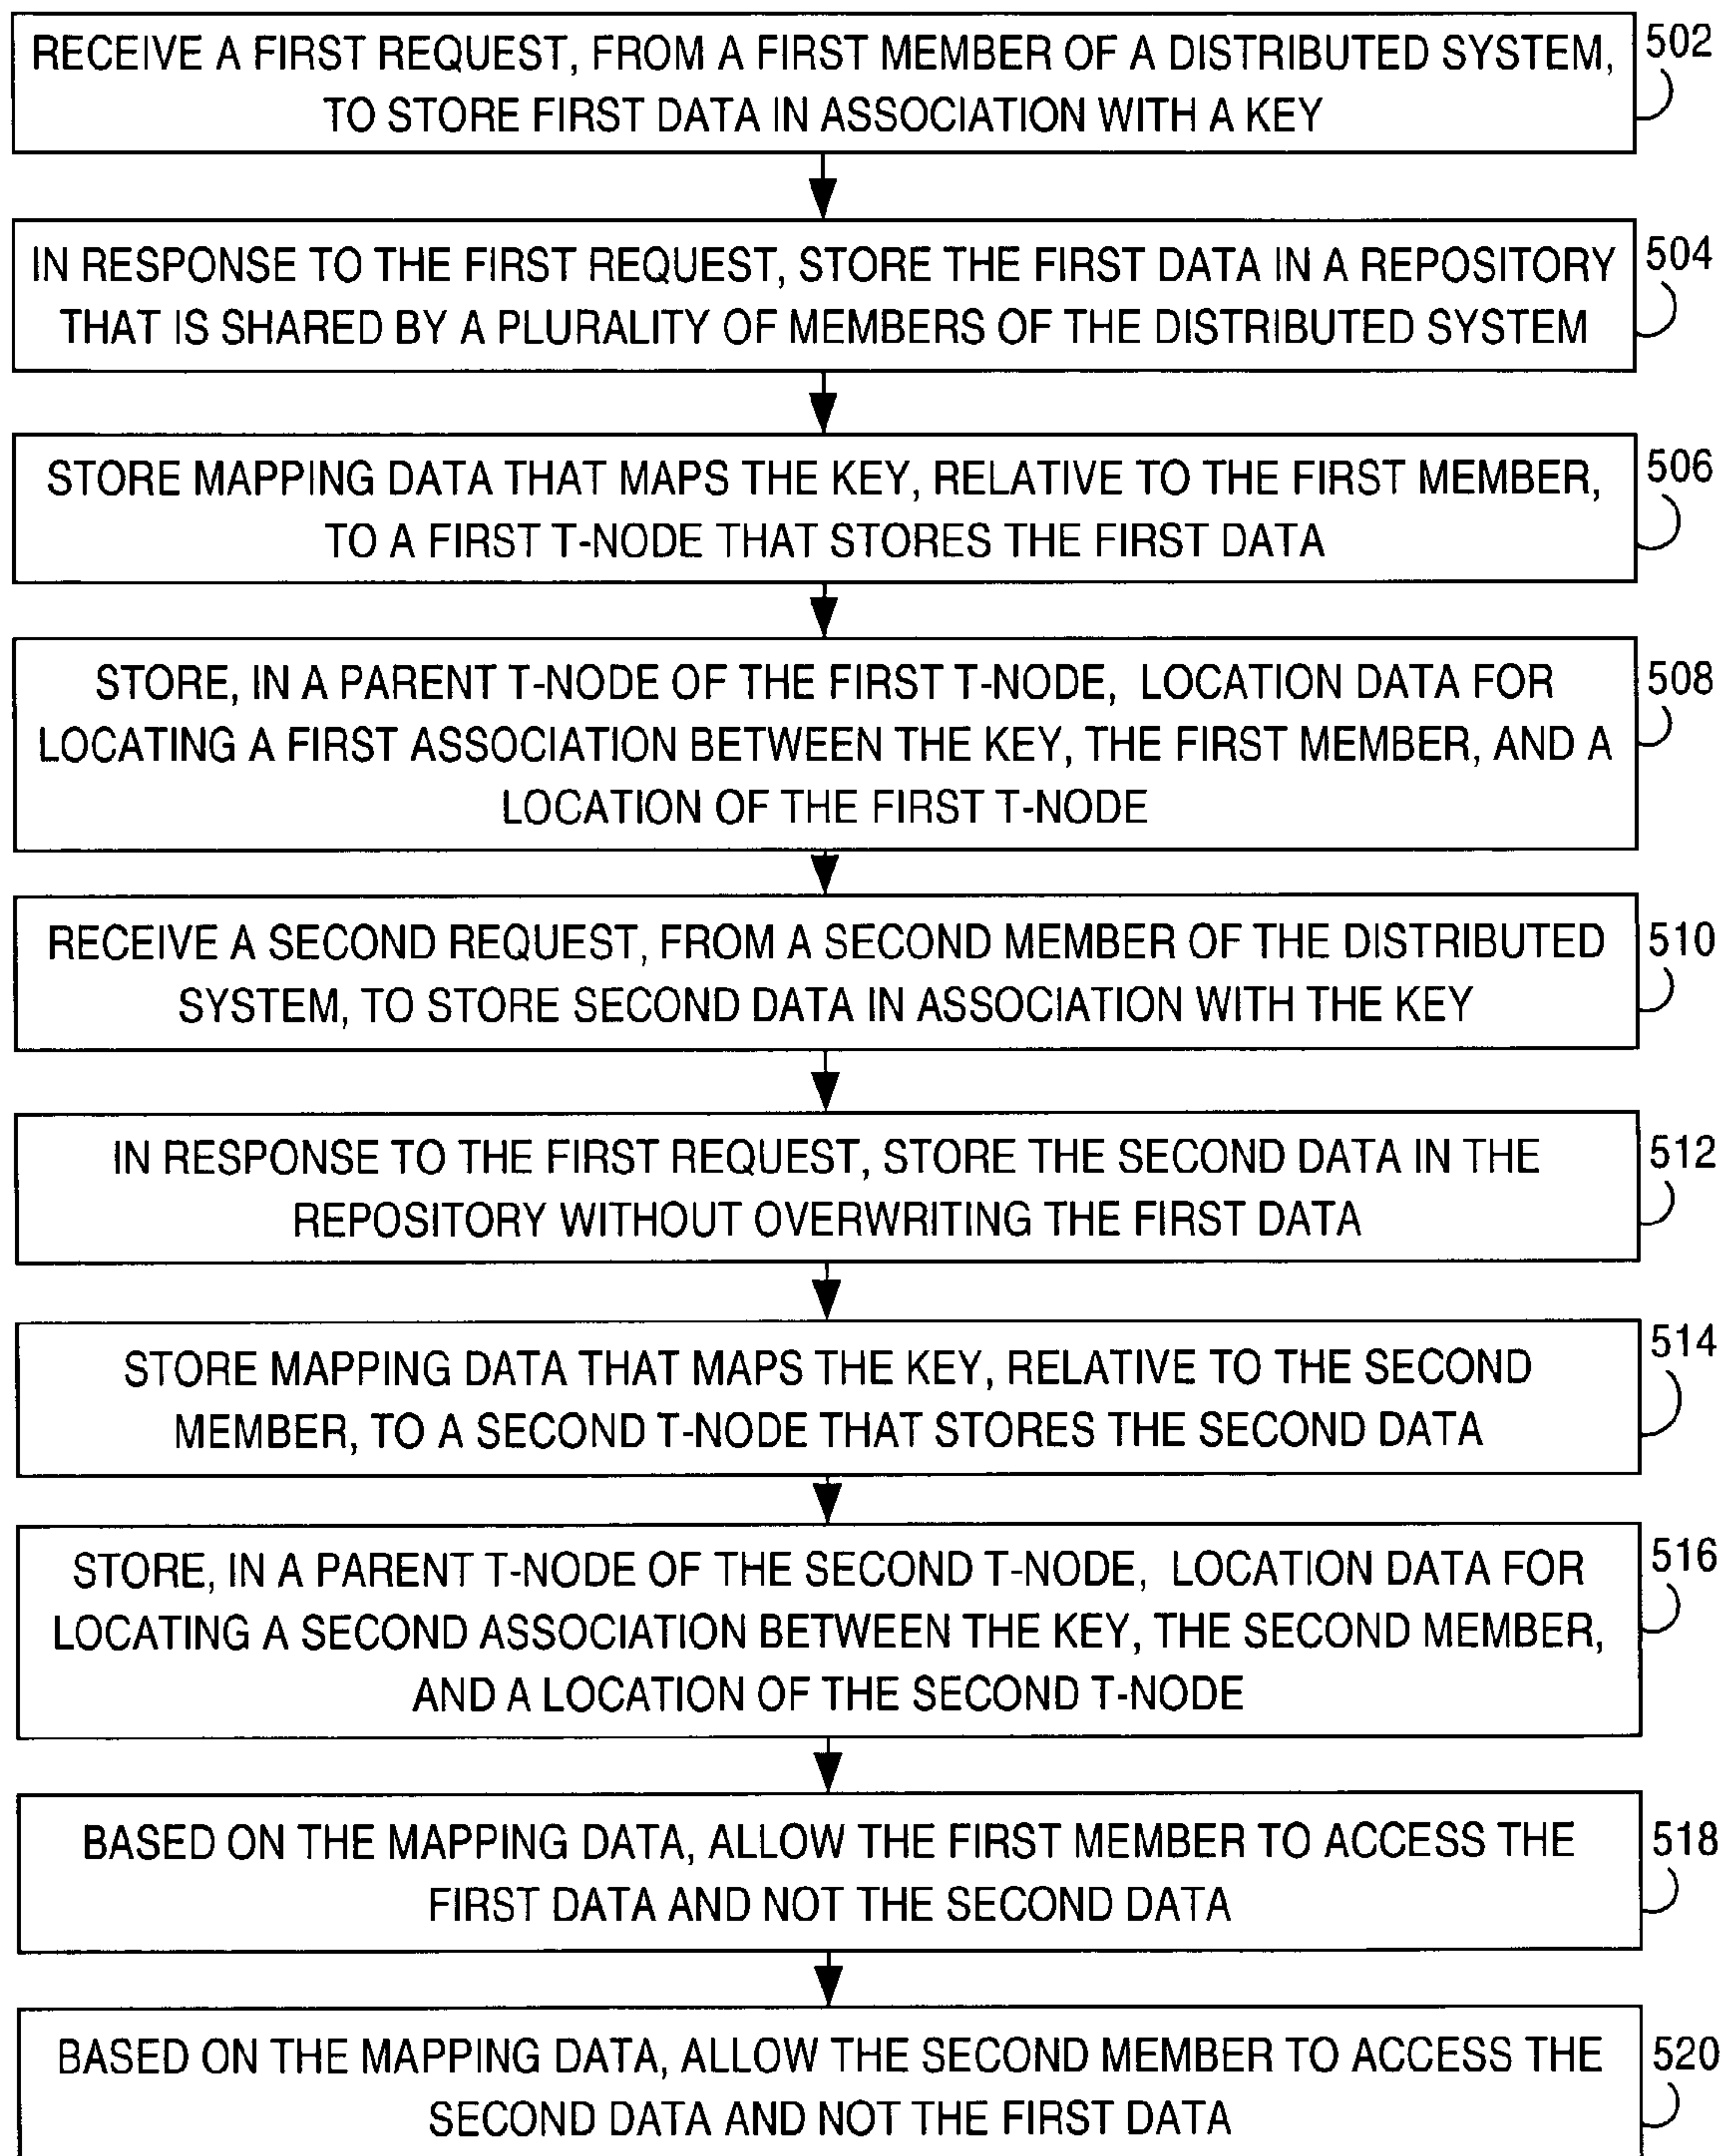 RECEIVE A FIRST REQUEST, FROM A FIRST MEMBER OF A DISTRIBUTED SYSTEM,
TO STORE FIRST DATA IN ASSOCIATION WITH A KEY
502
IN RESPONSE TO THE FIRST REQUEST, STORE THE FIRST DATA IN A REPOSITORY
THAT IS SHARED BY A PLURALITY OF MEMBERS OF THE DISTRIBUTED SYSTEM
504
STORE MAPPING DATA THAT MAPS THE KEY, RELATIVE TO THE FIRST MEMBER,
TO A FIRST T-NODE THAT STORES THE FIRST DATA
506
STORE, IN A PARENT T-NODE OF THE FIRST T-NODE, LOCATION DATA FOR
LOCATING A FIRST ASSOCIATION BETWEEN THE KEY, THE FIRST MEMBER, AND A
LOCATION OF THE FIRST T-NODE
508
RECEIVE A SECOND REQUEST, FROM A SECOND MEMBER OF THE DISTRIBUTED
SYSTEM, TO STORE SECOND DATA IN ASSOCIATION WITH THE KEY
510
IN RESPONSE TO THE FIRST REQUEST, STORE THE SECOND DATA IN THE
REPOSITORY WITHOUT OVERWRITING THE FIRST DATA
512
STORE MAPPING DATA THAT MAPS THE KEY, RELATIVE TO THE SECOND
MEMBER, TO A SECOND T-NODE THAT STORES THE SECOND DATA
514
STORE, IN A PARENT T-NODE OF THE SECOND T-NODE, LOCATION DATA FOR
LOCATING A SECOND ASSOCIATION BETWEEN THE KEY, THE SECOND MEMBER,
AND A LOCATION OF THE SECOND T-NODE
516
BASED ON THE MAPPING DATA, ALLOW THE FIRST MEMBER TO ACCESS THE
FIRST DATA AND NOT THE SECOND DATA
518
BASED ON THE MAPPING DATA, ALLOW THE SECOND MEMBER TO ACCESS THE
SECOND DATA AND NOT THE FIRST DATA
520